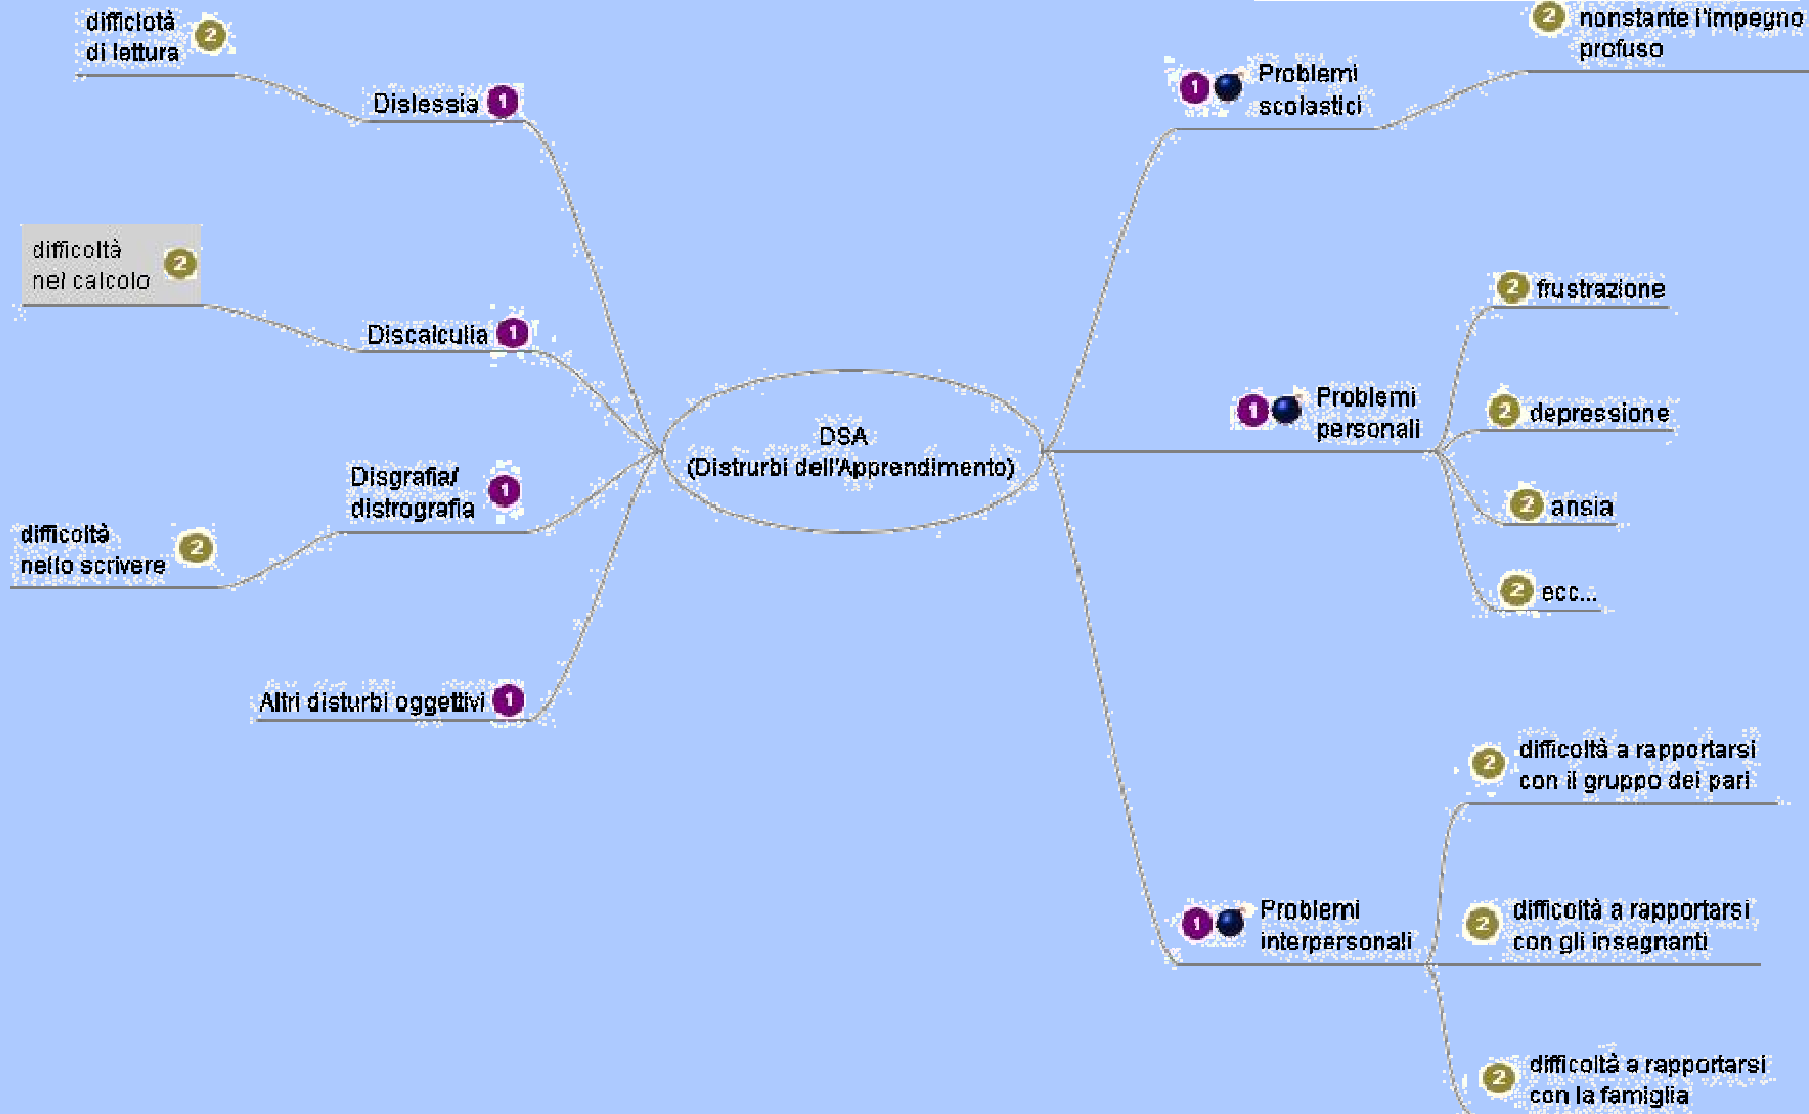 difficlotà
di lettura
2
Dislessia
1
difficoltà
nel calcolo
2
Discalculia
1
Disgrafia/
distrografia
1
difficoltà
nello scrivere
2
Altri disturbi oggettivi
1
DSA
(Distrurbi dell'Apprendimento)
1
Problemi
scolastici
2
nonstante l'impegno
profuso
1
Problemi
personali
2
frustrazione
2
depressione
2
ansia
2
ecc...
1
Problemi
interpersonali
2
difficoltà a rapportarsi
con il gruppo dei pari
2
difficoltà a rapportarsi
con gli insegnanti
2
difficoltà a rapportarsi
con la famiglia